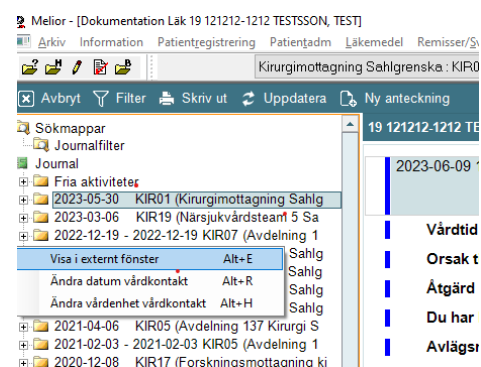 Melior - [Dokumentation Läk 19 121212-1212 TESTSSON, TEST]
Arkiv Information Patientregistrering Patientadm Läkemedel Remisser/Sv
Kirurgimottagning Sahlgrenska : KIR0
Avbryt Filter Skriv ut Uppdatera Ny anteckning
Sökmappar
Journalfilter
Journal
Fria aktiviteter
2023-05-30 KIR01 (Kirurgimottagning Sahlg
2023-03-06 KIR19 (Närsjukvårdsteam 5 Sa
2022-12-19 - 2022-12-19 KIR07 (Avdelning 1
Sahlg
Visa i externt fönster Alt+E
Sahlg
Ändra datum vårdkontakt Alt+R
Sahlg
Ändra vårdenhet vårdkontakt Alt+H
Sahlg
2021-04-06 KIR05 (Avdelning 137 Kirurgi S
2021-02-03 - 2021-02-03 KIR05 (Avdelning 1
2020-12-08 KIR17 (Forskningsmottagning ki
19 121212-1212 TE
2023-06-09 1
Vårdtid
Orsak t
Åtgärd
Du har
Avlägsn